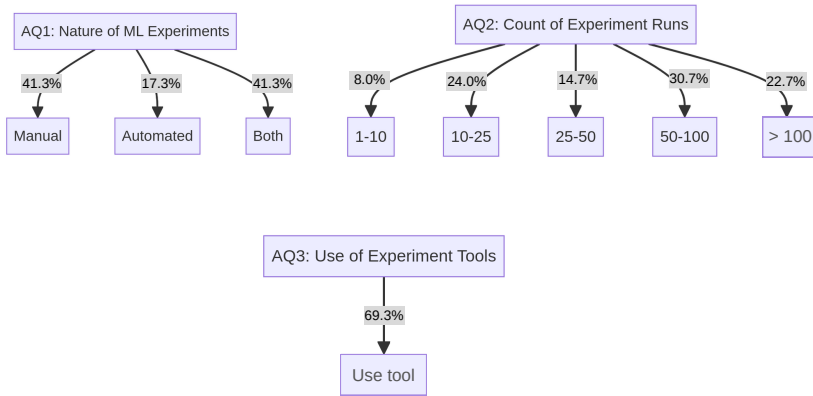 AQ1: Nature of ML Experiments
41.3%
17.3%
41.3%
Manual
Automated
Both
AQ2: Count of Experiment Runs
8.0%
24.0%
14.7%
30.7%
22.7%
1-10
10-25
25-50
50-100
> 100
AQ3: Use of Experiment Tools
69.3%
Use tool